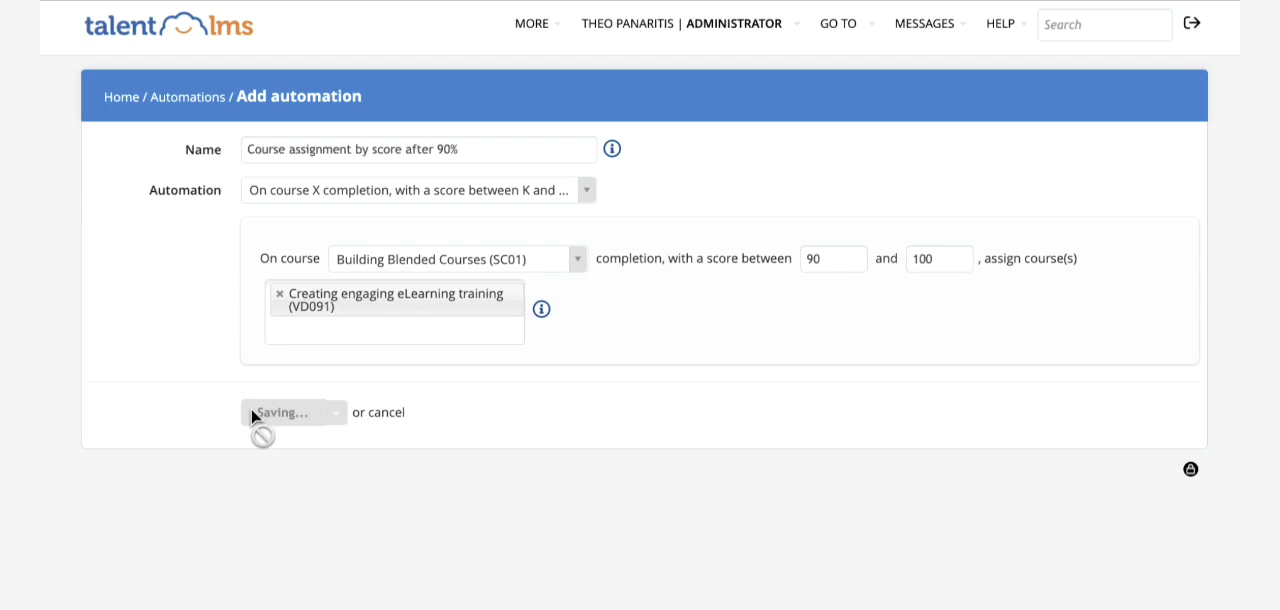 talentlms
MORE THEO PANARITIS | ADMINISTRATOR GO TO MESSAGES HELP Search
Home / Automations / Add automation
Name Course assignment by score after 90%
Automation On course X completion, with a score between K and ...
On course Building Blended Courses (SC01) completion, with a score between 90 and 100 , assign course(s)
Creating engaging eLearning training
(VD091)
Saving... or cancel